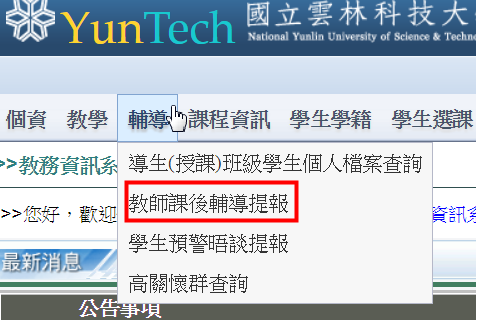 YunTech 國立雲林科技大
National Yunlin University of Science & Techn
個資 教學 輔導 課程資訊 學生學籍 學生選課
>>教務資訊系
導生(授課)班級學生個人檔案查詢
>>您好，歡迎
教師課後輔導提報
資訊系
學生預警晤談提報
最新消息
高關懷群查詢
公告事項